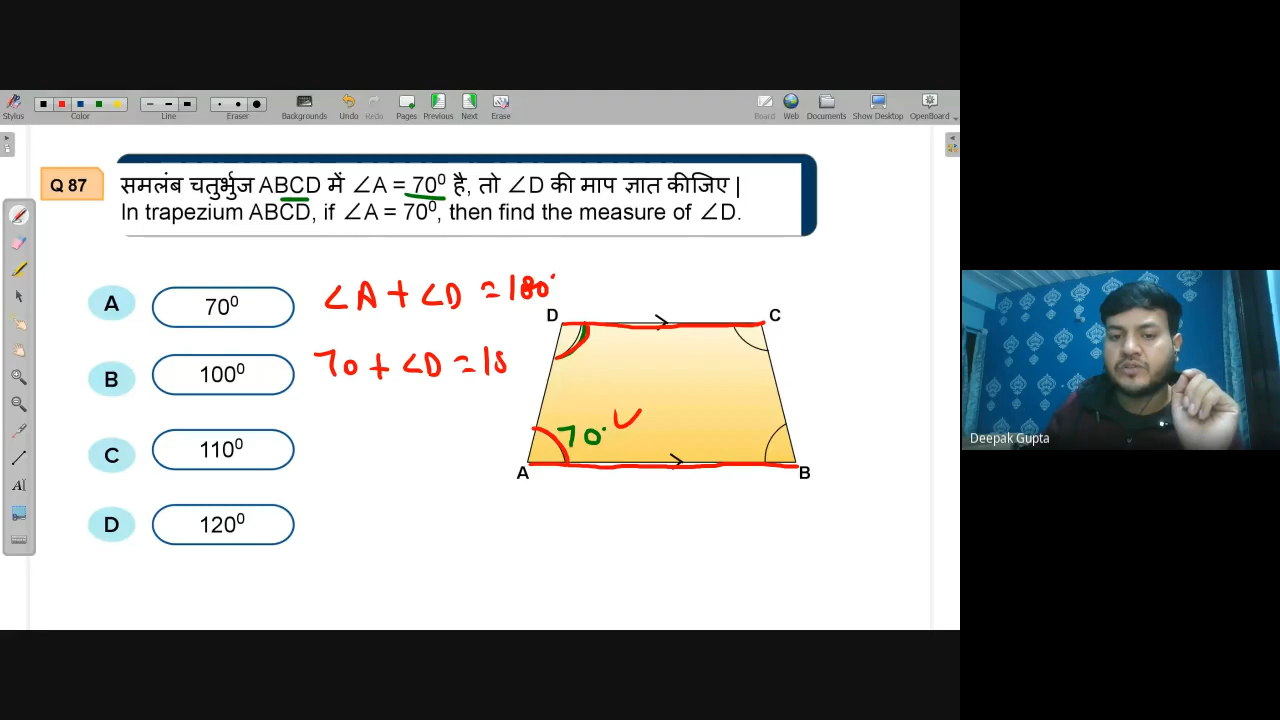 Stylus
Color
Line
Eraser
Backgrounds
Undo
Redo
Pages
Previous
Next
Erase
Board
Web
Documents
Show Desktop
OpenBoard
Q 87
समलंब चतुर्भुज ABCD में ∠A = 70⁰ है, तो ∠D की माप ज्ञात कीजिए |
In trapezium ABCD, if ∠A = 70⁰, then find the measure of ∠D.
A 70⁰
B 100⁰
C 110⁰
D 120⁰
∠A + ∠D = 180°
70 + ∠D = 18
D
C
70°
A
B
Deepak Gupta